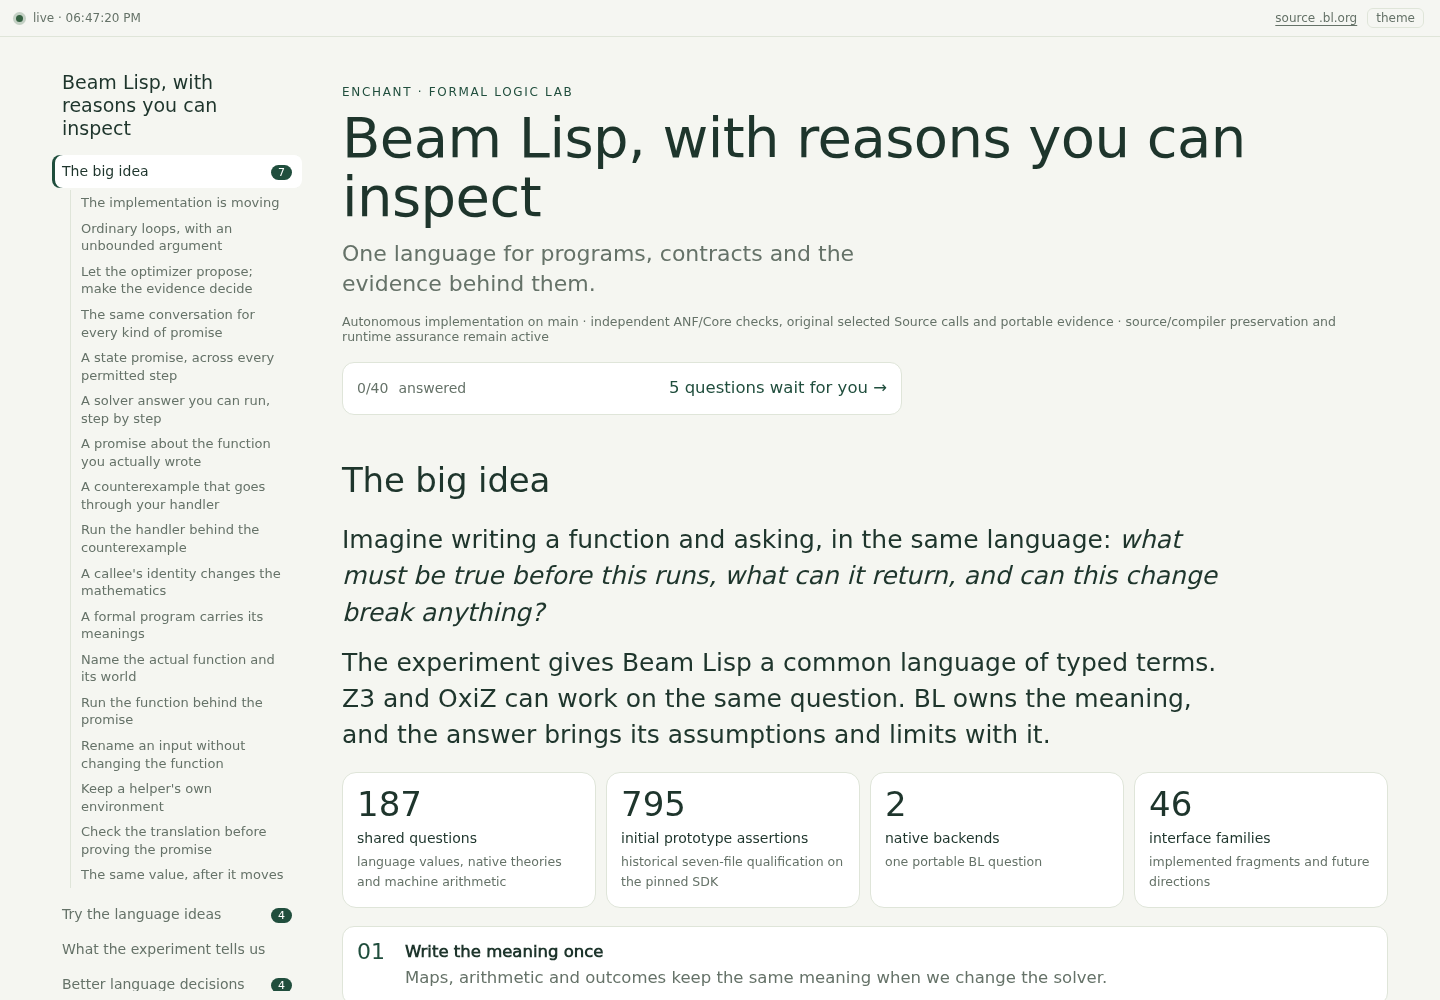 live · 06:47:20 PM
source .bl.org
theme
Beam Lisp, with
reasons you can
inspect
The big idea
7
The implementation is moving
Ordinary loops, with an
unbounded argument
Let the optimizer propose;
make the evidence decide
The same conversation for
every kind of promise
A state promise, across every
permitted step
A solver answer you can run,
step by step
A promise about the function
you actually wrote
A counterexample that goes
through your handler
Run the handler behind the
counterexample
A callee's identity changes the
mathematics
A formal program carries its
meanings
Name the actual function and
its world
Run the function behind the
promise
Rename an input without
changing the function
Keep a helper's own
environment
Check the translation before
proving the promise
The same value, after it moves
Try the language ideas
4
What the experiment tells us
Better language decisions
4
ENCHANT · FORMAL LOGIC LAB
Beam Lisp, with reasons you can
inspect
One language for programs, contracts and the
evidence behind them.
Autonomous implementation on main · independent ANF/Core checks, original selected Source calls and portable evidence · source/compiler preservation and
runtime assurance remain active
0/40 answered
5 questions wait for you →
The big idea
Imagine writing a function and asking, in the same language: what
must be true before this runs, what can it return, and can this change
break anything?
The experiment gives Beam Lisp a common language of typed terms.
Z3 and OxiZ can work on the same question. BL owns the meaning,
and the answer brings its assumptions and limits with it.
187
shared questions
language values, native theories
and machine arithmetic
795
initial prototype assertions
historical seven-file qualification on
the pinned SDK
2
native backends
one portable BL question
46
interface families
implemented fragments and future
directions
01
Write the meaning once
Maps, arithmetic and outcomes keep the same meaning when we change the solver.